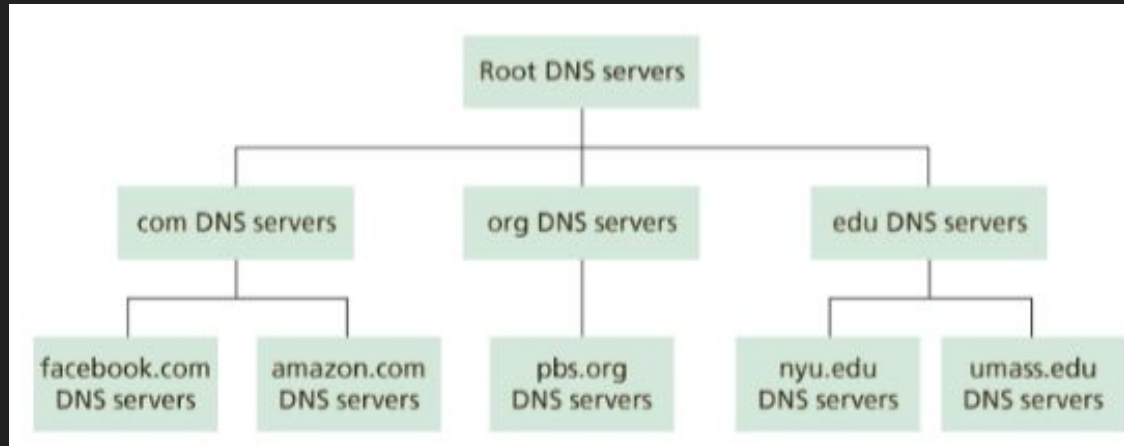 Root DNS servers
com DNS servers
org DNS servers
edu DNS servers
facebook.com
DNS servers
amazon.com
DNS servers
pbs.org
DNS servers
nyu.edu
DNS servers
umass.edu
DNS servers